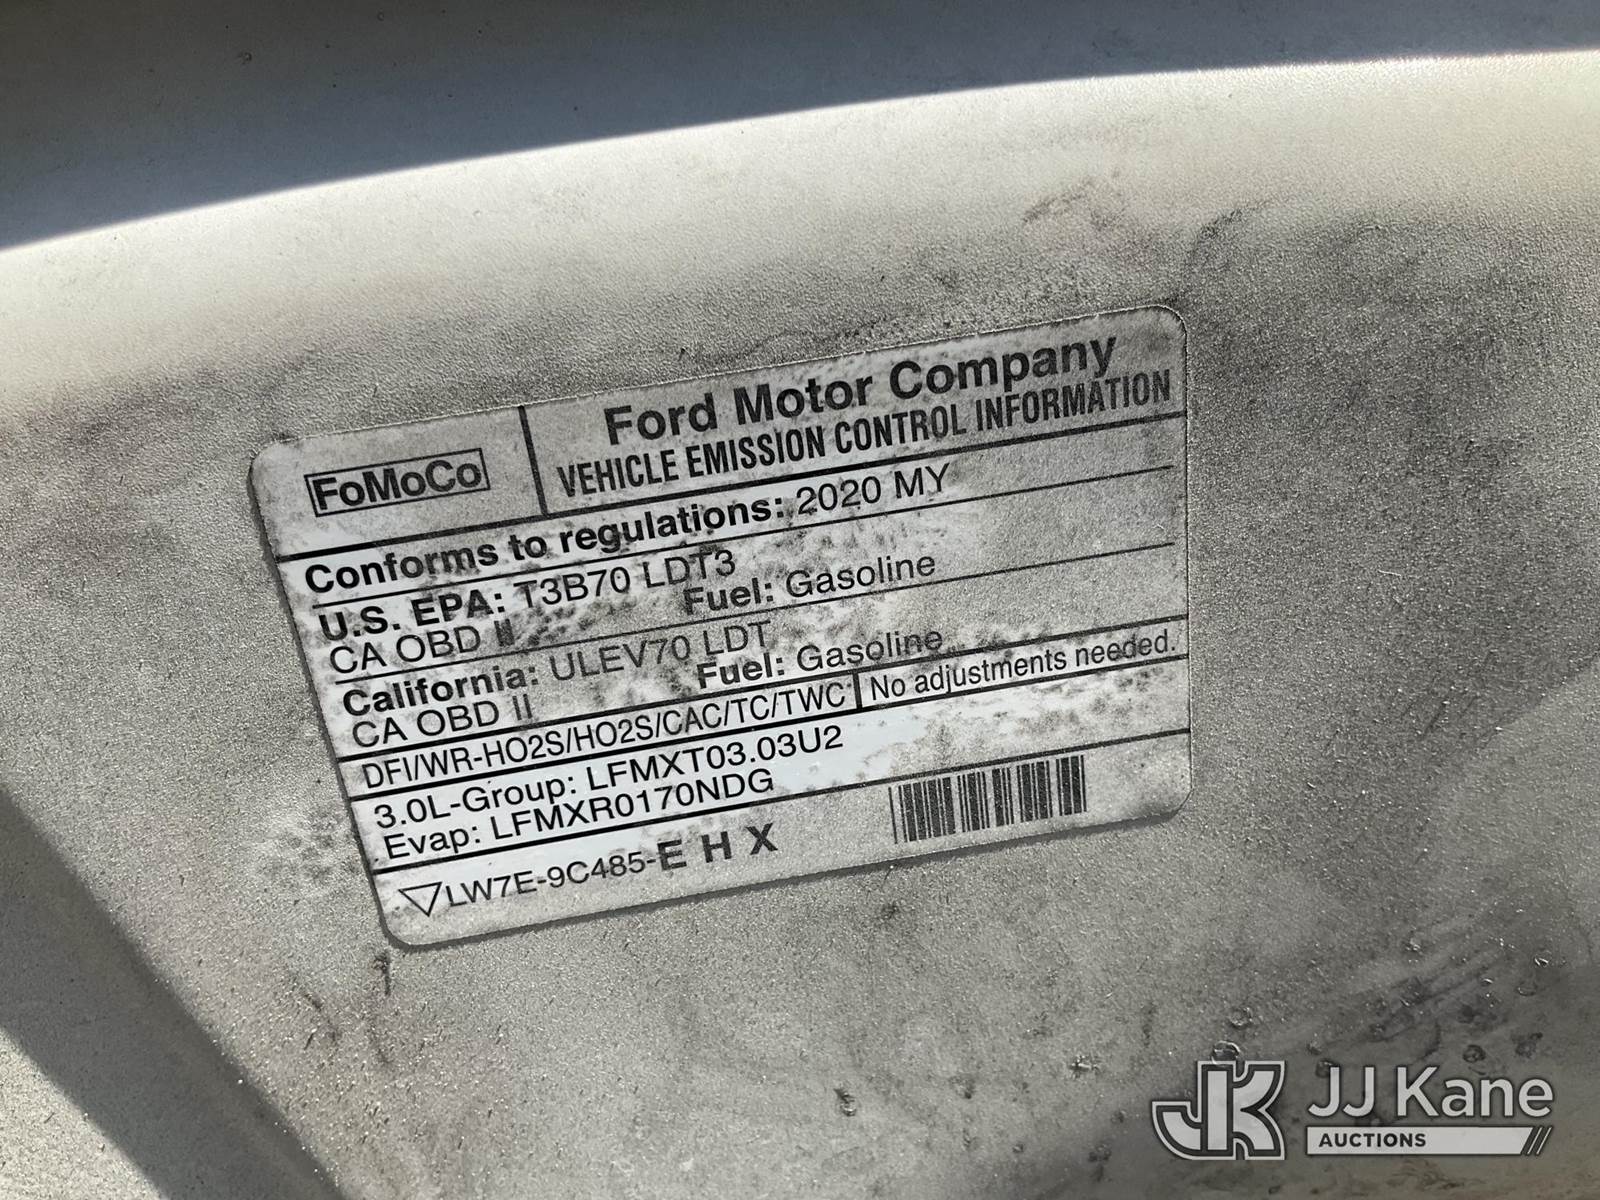 FoMoCo
Ford Motor Company
VEHICLE EMISSION CONTROL INFORMATION
Conforms to regulations: 2020 MY
U.S. EPA: T3B70 LDT3
CA OBD II Fuel: Gasoline
California: ULEV70 LDT
CA OBD II Fuel: Gasoline
DFI/WR-HO2S/HO2S/CAC/TC/TWC No adjustments needed.
3.0L-Group: LFMXT03.03U2
Evap: LFMXR0170NDG
LW7E-9C485-E H X
JK JJ Kane
AUCTIONS